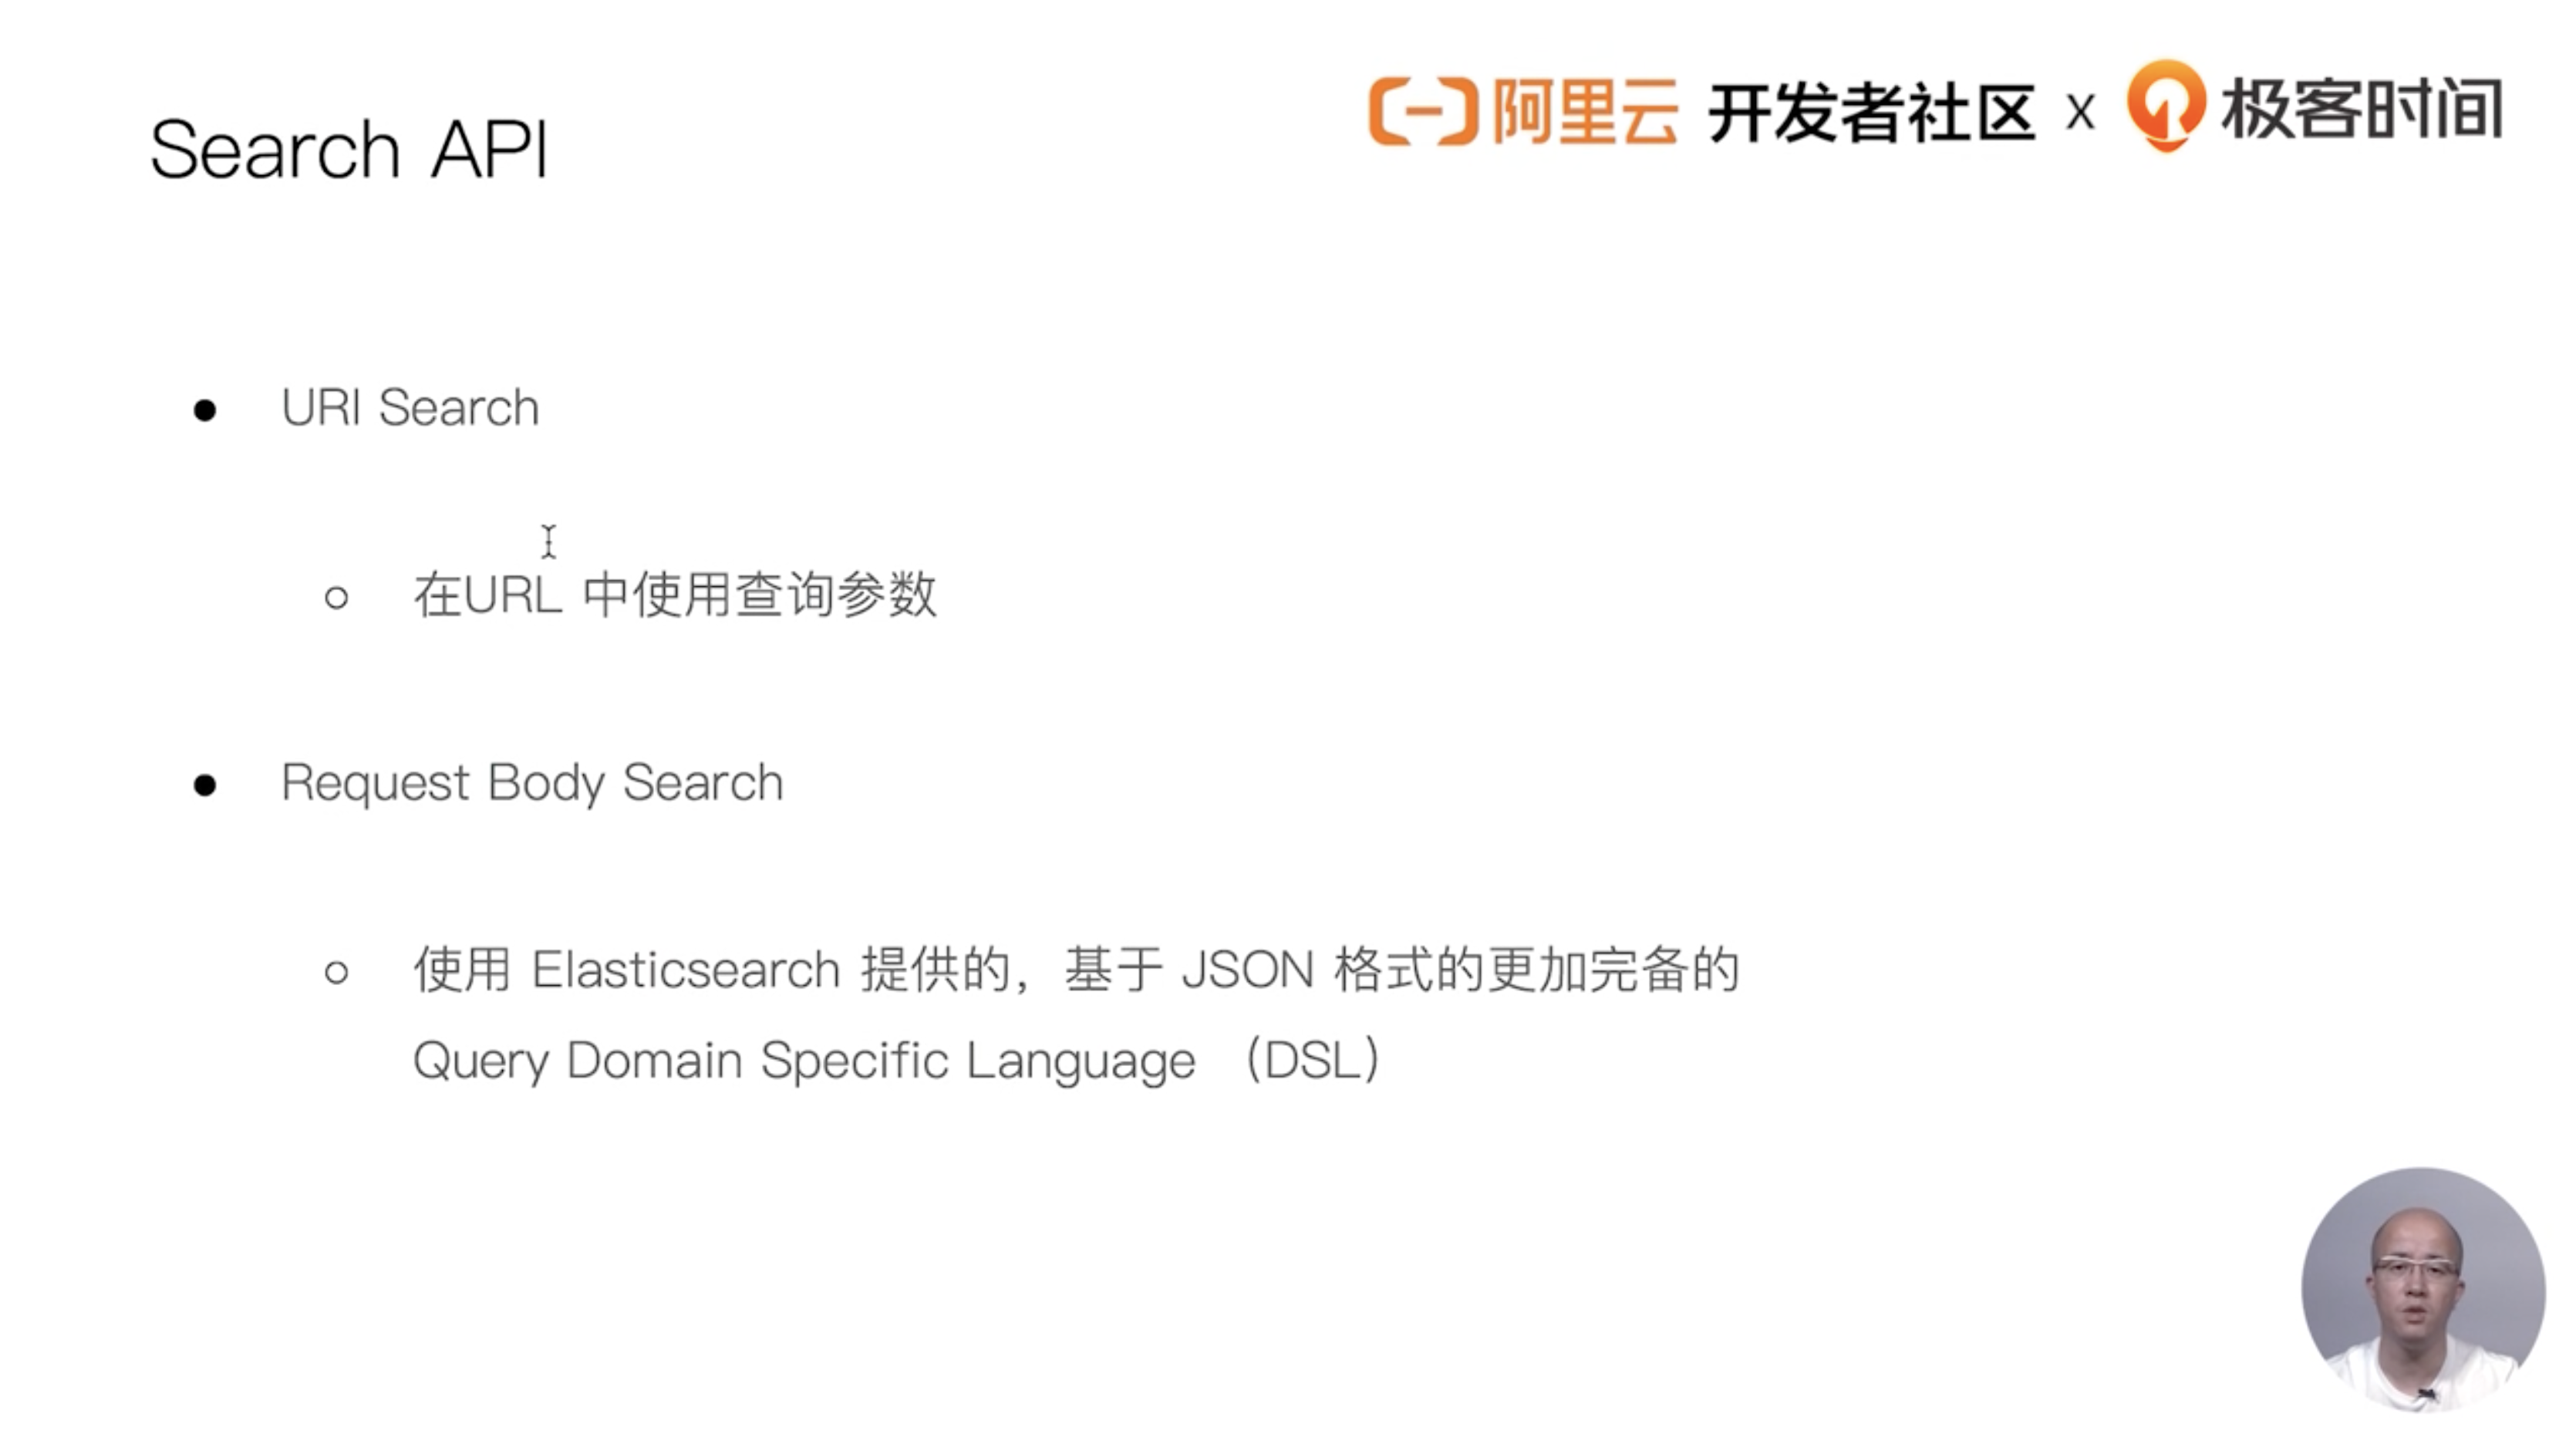 阿里云 开发者社区 X 极客时间
Search API
● URI Search
○ 在URL 中使用查询参数
● Request Body Search
○ 使用 Elasticsearch 提供的，基于 JSON 格式的更加完备的
Query Domain Specific Language （DSL）